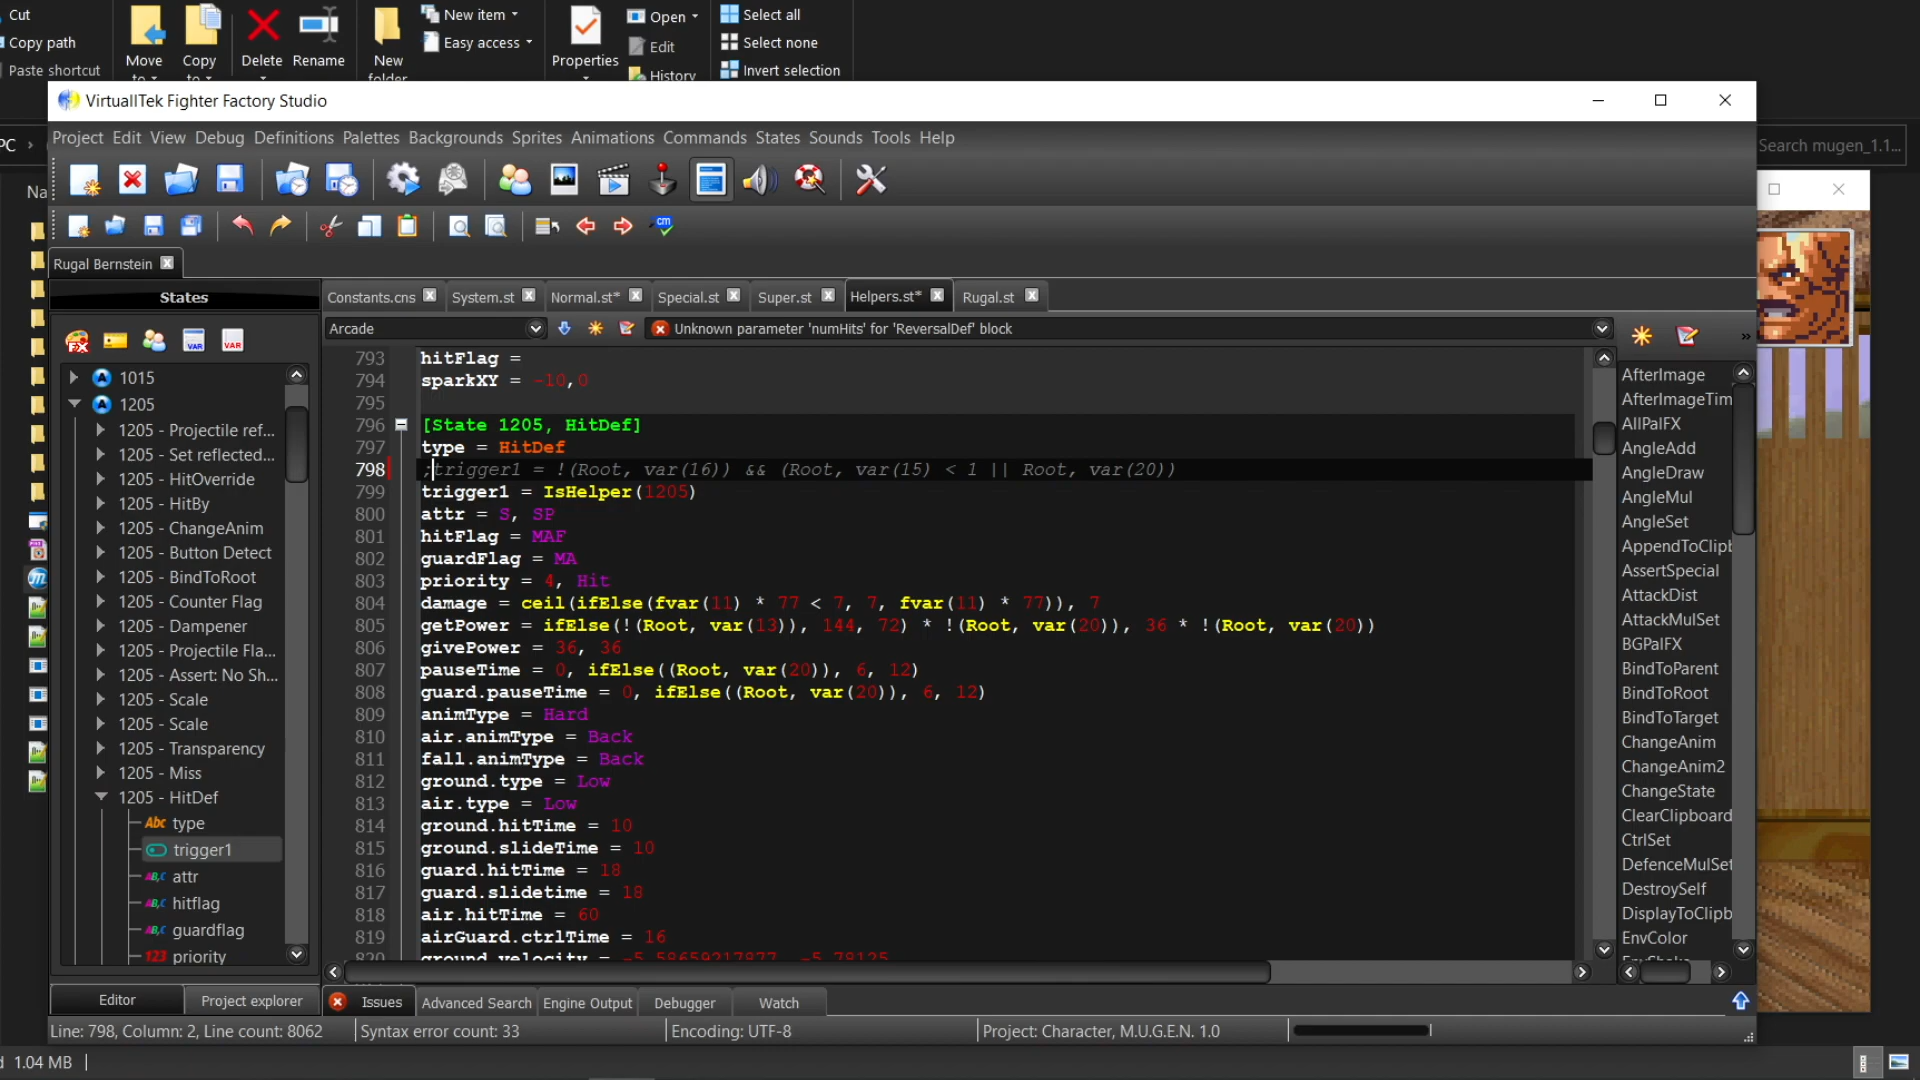 Cut
Copy path
Paste shortcut
Move
to
Copy
to
Delete
Rename
New
folder
New item
Easy access
Properties
Open
Edit
History
Select all
Select none
Invert selection
PC
Search mugen_1.1...
Na
VirtuallTek Fighter Factory Studio
Project Edit View Debug Definitions Palettes Backgrounds Sprites Animations Commands States Sounds Tools Help
Rugal Bernstein
States
Constants.cns System.st Normal.st* Special.st Super.st Helpers.st* Rugal.st
Arcade
Unknown parameter 'numHits' for 'ReversalDef' block
1015
1205
1205 - Projectile ref...
1205 - Set reflected...
1205 - HitOverride
1205 - HitBy
1205 - ChangeAnim
1205 - Button Detect
1205 - BindToRoot
1205 - Counter Flag
1205 - Dampener
1205 - Projectile Fla...
1205 - Assert: No Sh...
1205 - Scale
1205 - Scale
1205 - Transparency
1205 - Miss
1205 - HitDef
Abc type
trigger1
attr
hitflag
guardflag
123 priority
793 hitFlag =
794 sparkXY = -10,0
795
796 [State 1205, HitDef]
797 type = HitDef
798 ;trigger1 = !(Root, var(16)) && (Root, var(15) < 1 || Root, var(20))
799 trigger1 = IsHelper(1205)
800 attr = S, SP
801 hitFlag = MAF
802 guardFlag = MA
803 priority = 4, Hit
804 damage = ceil(ifElse(fvar(11) * 77 < 7, 7, fvar(11) * 77)), 7
805 getPower = ifElse(!(Root, var(13)), 144, 72) * !(Root, var(20)), 36 * !(Root, var(20))
806 givePower = 36, 36
807 pauseTime = 0, ifElse((Root, var(20)), 6, 12)
808 guard.pauseTime = 0, ifElse((Root, var(20)), 6, 12)
809 animType = Hard
810 air.animType = Back
811 fall.animType = Back
812 ground.type = Low
813 air.type = Low
814 ground.hitTime = 10
815 ground.slideTime = 10
816 guard.hitTime = 18
817 guard.slidetime = 18
818 air.hitTime = 60
819 airGuard.ctrlTime = 16
820 ground.velocity = -5.58659217877, -5.78125
AfterImage
AfterImageTim
AllPalFX
AngleAdd
AngleDraw
AngleMul
AngleSet
AppendToClipb
AssertSpecial
AttackDist
AttackMulSet
BGPalFX
BindToParent
BindToRoot
BindToTarget
ChangeAnim
ChangeAnim2
ChangeState
ClearClipboard
CtrlSet
DefenceMulSet
DestroySelf
DisplayToClipb
EnvColor
Editor
Project explorer
Issues
Advanced Search
Engine Output
Debugger
Watch
Line: 798, Column: 2, Line count: 8062
Syntax error count: 33
Encoding: UTF-8
Project: Character, M.U.G.E.N. 1.0
d 1.04 MB